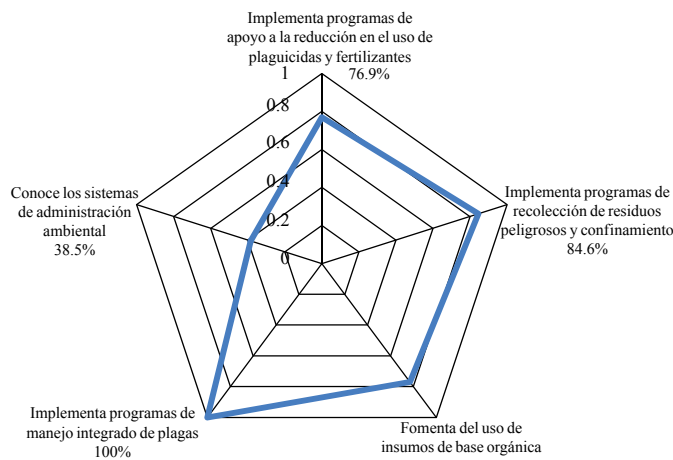 Implementa programas de
apoyo a la reducción en el uso de
plaguicidas y fertilizantes
76.9%
1
0.8
0.6
0.4
0.2
0
Implementa programas de
recolección de residuos
peligrosos y confinamiento
84.6%
Fomenta del uso de
insumos de base orgánica
Implementa programas de
manejo integrado de plagas
100%
Conoce los sistemas
de administración
ambiental
38.5%